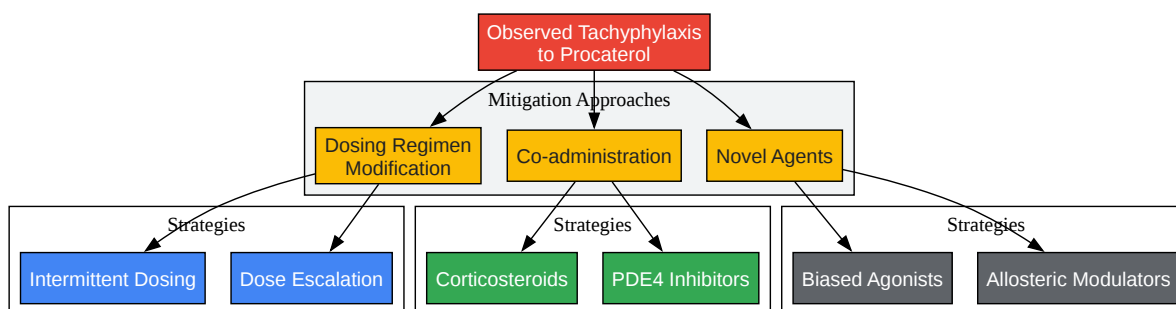 Observed Tachyphylaxis
to Procaterol
Mitigation Approaches
Dosing Regimen
Modification
Co-administration
Novel Agents
Strategies
Strategies
Strategies
Intermittent Dosing
Dose Escalation
Corticosteroids
PDE4 Inhibitors
Biased Agonists
Allosteric Modulators